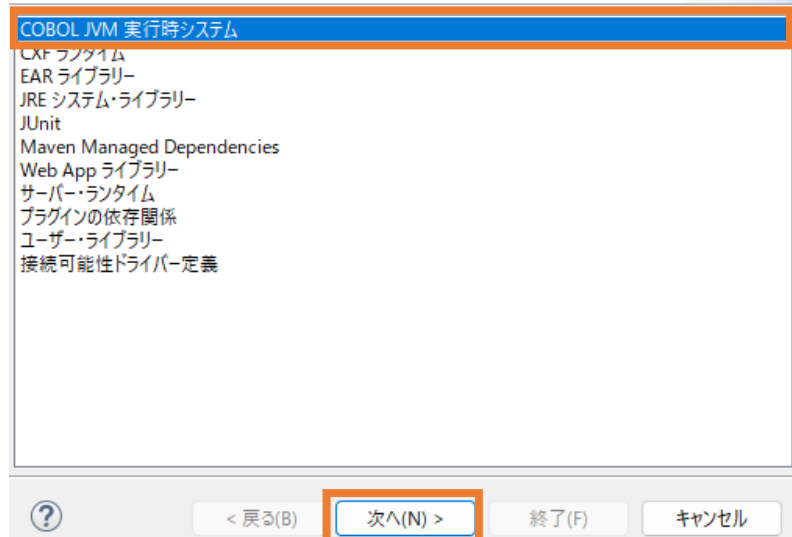 COBOL JVM 実行時システム
CXF ランタイム
EAR ライブラリー
JRE システム・ライブラリー
JUnit
Maven Managed Dependencies
Web App ライブラリー
サーバー・ランタイム
プラグインの依存関係
ユーザー・ライブラリー
接続可能性ドライバー定義
? < 戻る(B) 次へ(N) > 終了(F) キャンセル